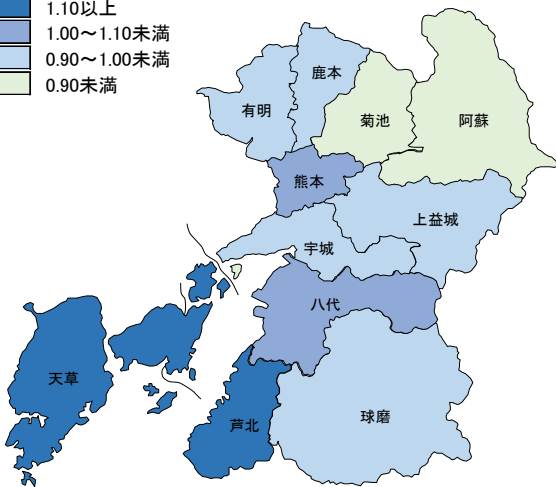 1.10以上
1.00～1.10未満
0.90～1.00未満
0.90未満
鹿本
有明
菊池
阿蘇
熊本
上益城
宇城
八代
天草
芦北
球磨